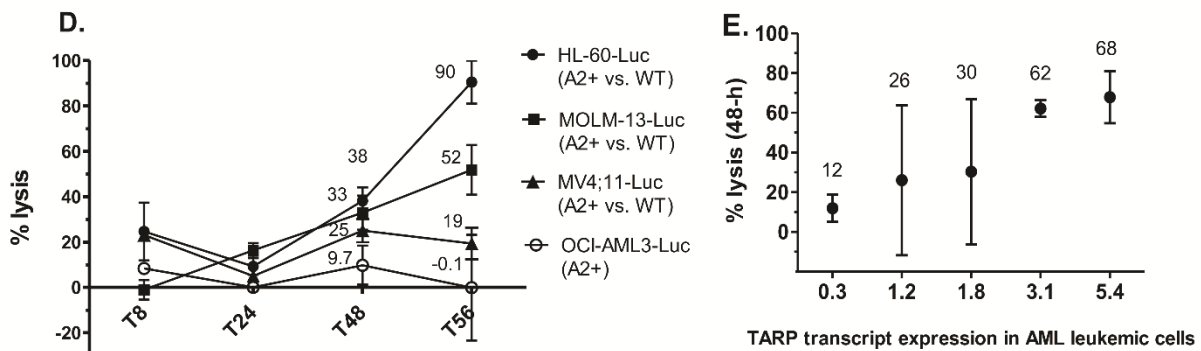 D.
% lysis
100
80
60
40
20
0
-20
T8
T24
T48
T56
90
38
33
52
25
19
9.7
-0.1
HL-60-Luc
(A2+ vs. WT)
MOLM-13-Luc
(A2+ vs. WT)
MV4;11-Luc
(A2+ vs. WT)
OCI-AML3-Luc
(A2+)
E.
% lysis (48-h)
100
80
60
40
20
0
12
26
30
62
68
0.3 1.2 1.8 3.1 5.4
TARP transcript expression in AML leukemic cells